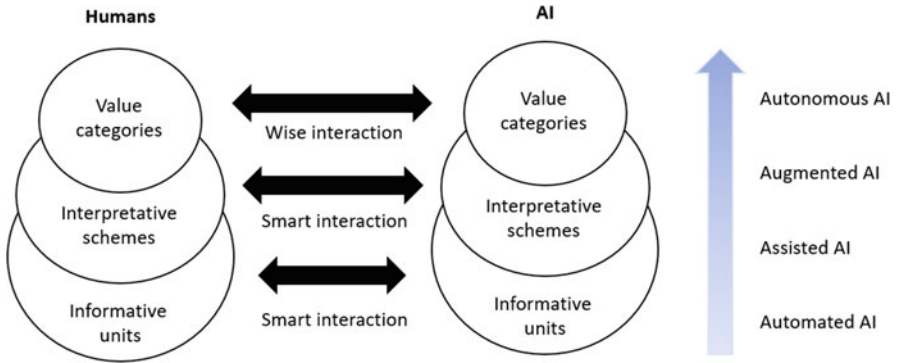 Humans
AI
Value
categories
Wise interaction
Value
categories
Autonomous AI
Augmented AI
Interpretative
schemes
Smart interaction
Interpretative
schemes
Assisted AI
Informative
units
Smart interaction
Informative
units
Automated AI